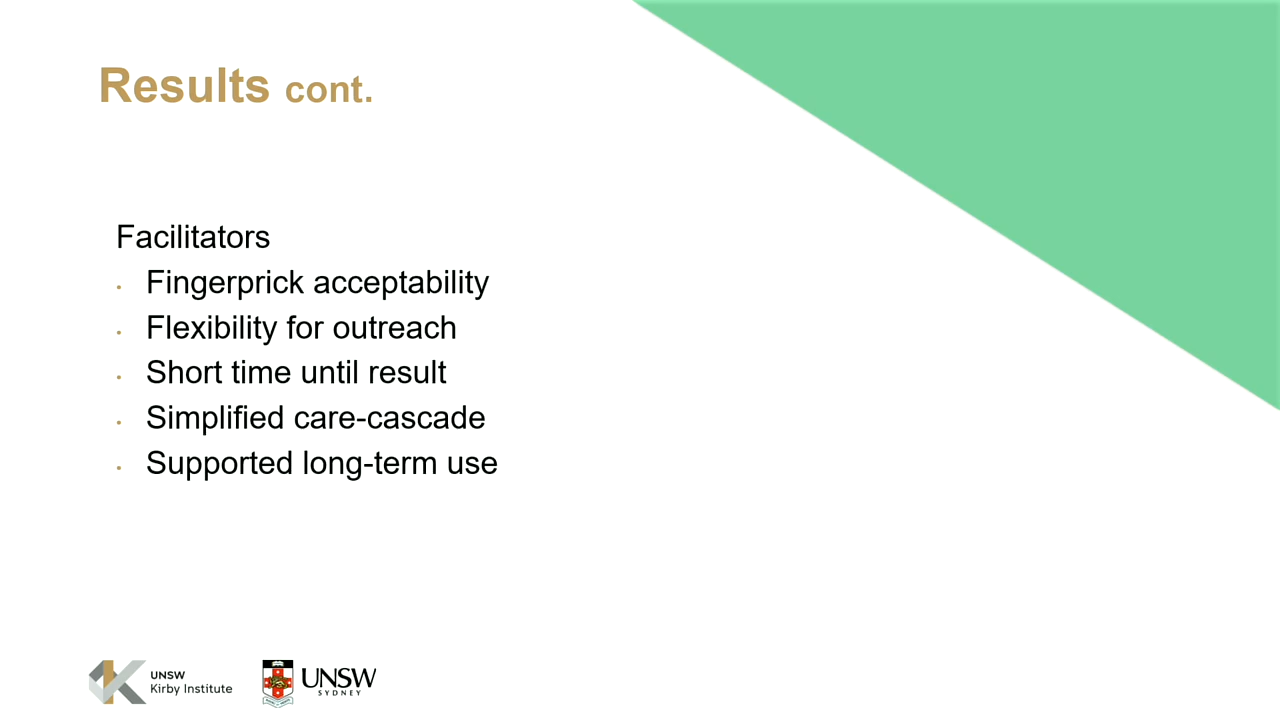 Results cont.
Facilitators
• Fingerprick acceptability
• Flexibility for outreach
• Short time until result
• Simplified care-cascade
• Supported long-term use
UNSW
Kirby Institute
UNSW
SYDNEY